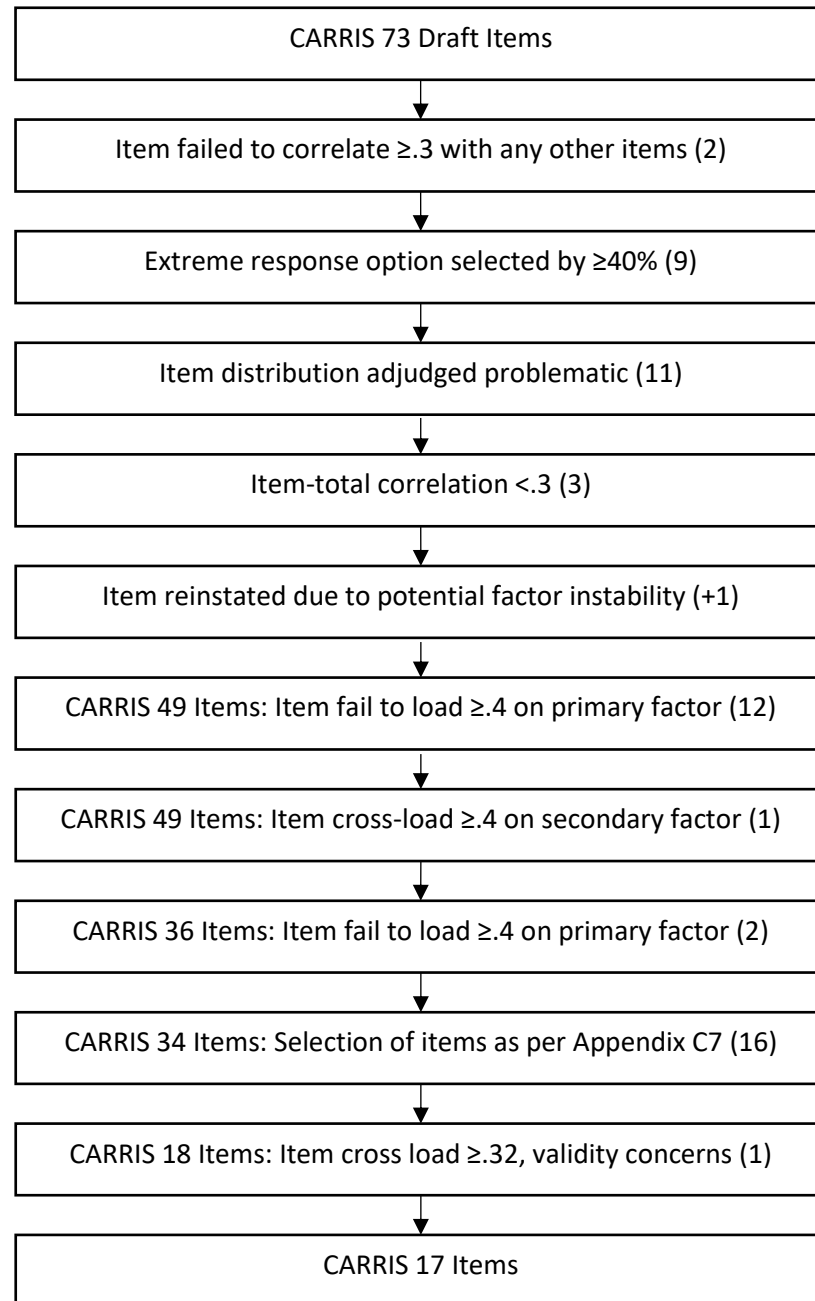 CARRIS 73 Draft Items
Item failed to correlate ≥.3 with any other items (2)
Extreme response option selected by ≥40% (9)
Item distribution adjudged problematic (11)
Item-total correlation <.3 (3)
Item reinstated due to potential factor instability (+1)
CARRIS 49 Items: Item fail to load ≥.4 on primary factor (12)
CARRIS 49 Items: Item cross-load ≥.4 on secondary factor (1)
CARRIS 36 Items: Item fail to load ≥.4 on primary factor (2)
CARRIS 34 Items: Selection of items as per Appendix C7 (16)
CARRIS 18 Items: Item cross load ≥.32, validity concerns (1)
CARRIS 17 Items